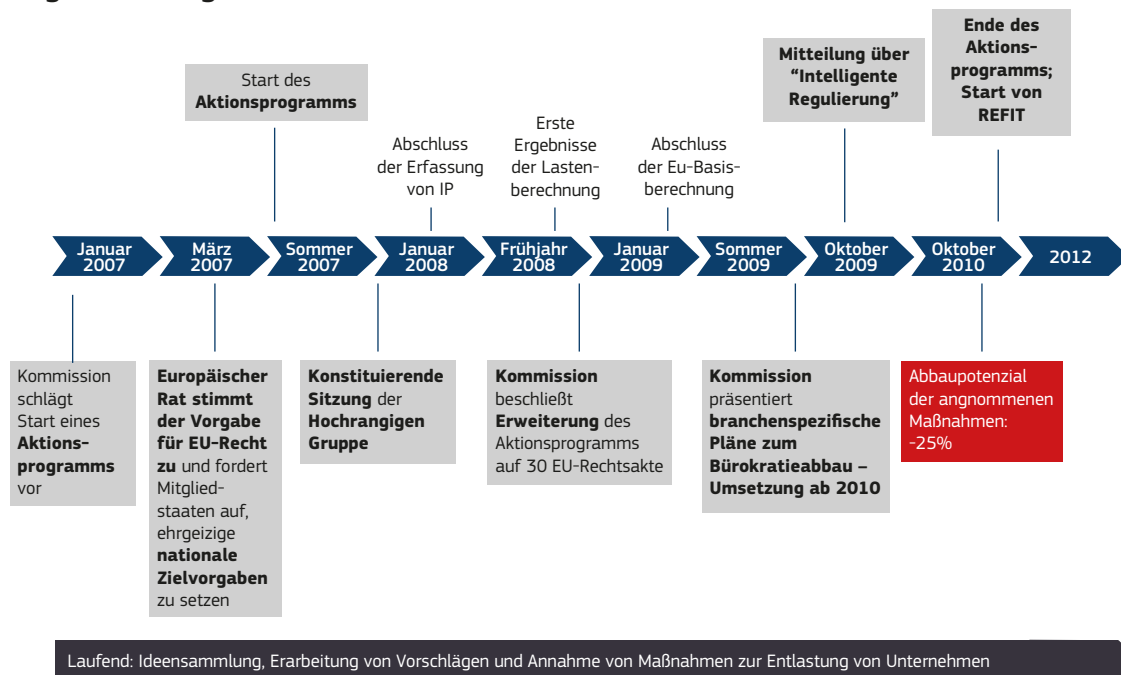 Start des
Aktionsprogramms
Abschluss
der Erfassung
von IP
Erste
Ergebnisse
der Lasten-
berechnung
Abschluss
der Eu-Basis-
berechnung
Mitteilung über
“Intelligente
Regulierung”
Ende des
Aktions-
programms;
Start von
REFIT
Januar
2007
März
2007
Sommer
2007
Januar
2008
Frühjahr
2008
Januar
2009
Sommer
2009
Oktober
2009
Oktober
2010
2012
Kommission
schlägt
Start eines
Aktions-
programms
vor
Europäischer
Rat stimmt
der Vorgabe
für EU-Recht
zu und fordert
Mitglied-
staaten auf,
ehrgeizige
nationale
Zielvorgaben
zu setzen
Konstituierende
Sitzung der
Hochrangigen
Gruppe
Kommission
beschließt
Erweiterung des
Aktionsprogramms
auf 30 EU-Rechtsakte
Kommission
präsentiert
branchenspezifische
Pläne zum
Bürokratieabbau –
Umsetzung ab 2010
Abbaupotenzial
der angnommenen
Maßnahmen:
-25%
Laufend: Ideensammlung, Erarbeitung von Vorschlägen und Annahme von Maßnahmen zur Entlastung von Unternehmen